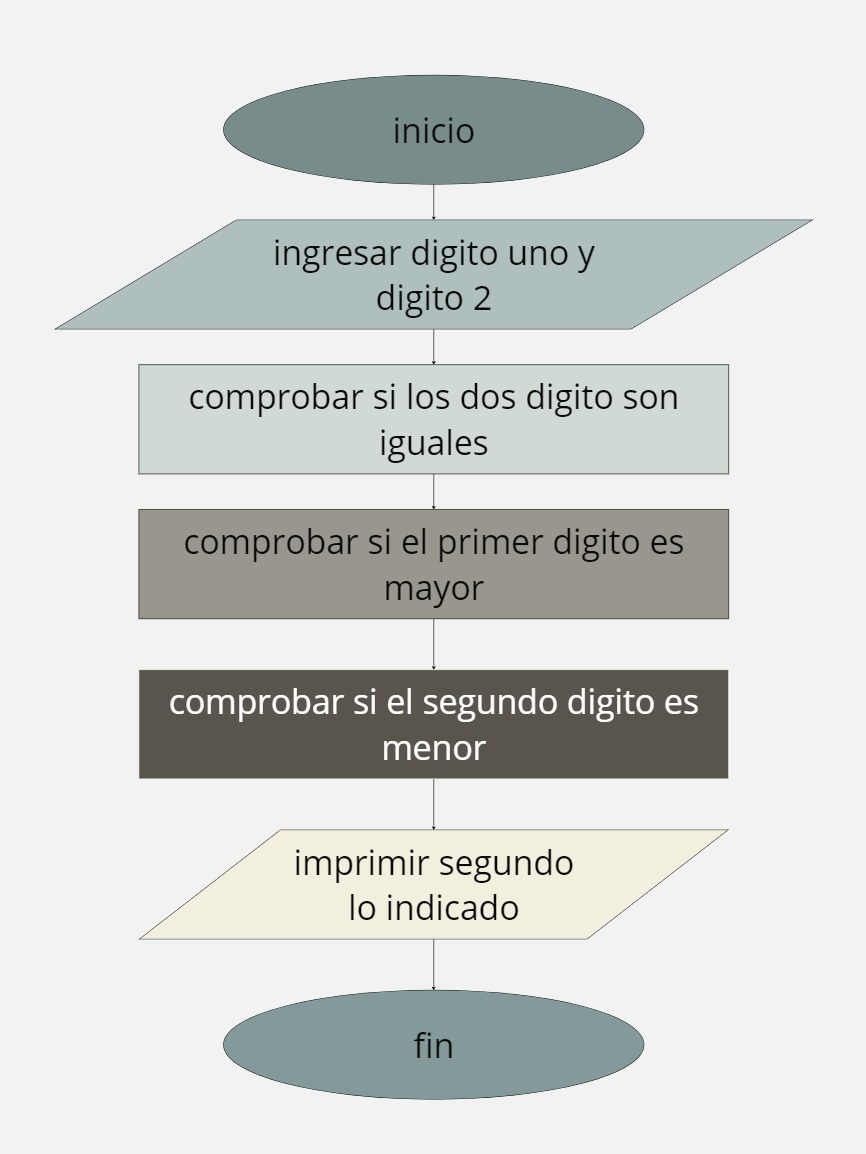 inicio
ingresar digito uno y
digito 2
comprobar si los dos digito son
iguales
comprobar si el primer digito es
mayor
comprobar si el segundo digito es
menor
imprimir segundo
lo indicado
fin